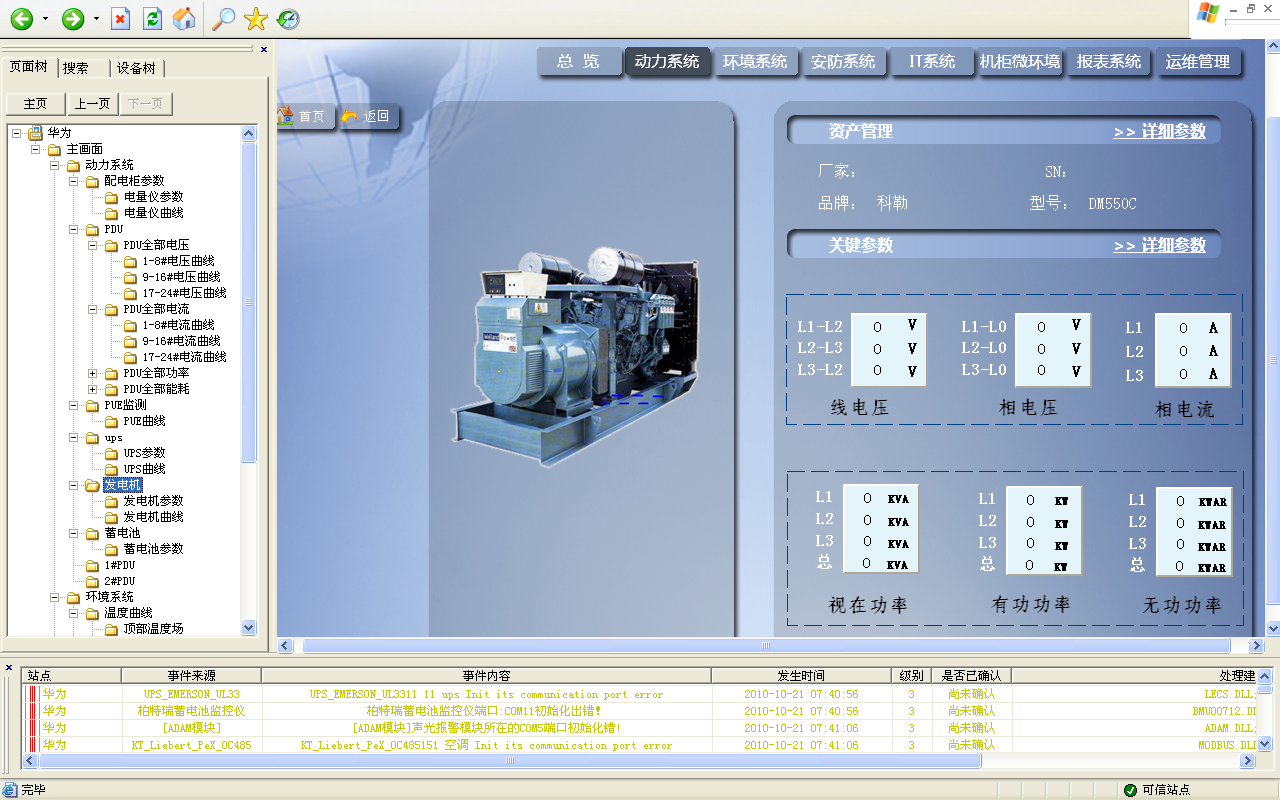 总 览 动力系统 环境系统 安防系统 IT系统 机柜微环境 报表系统 运维管理
页面树 搜索 设备树
主页 上一页 下一页
华为
主画面
动力系统
配电柜参数
电量仪参数
电量仪曲线
PDU
PDU全部电压
1-8#电压曲线
9-16#电压曲线
17-24#电压曲线
PDU全部电流
1-8#电流曲线
9-16#电流曲线
17-24#电流曲线
PDU全部功率
PDU全部能耗
PUE监测
PUE曲线
ups
UPS参数
UPS曲线
发电机
发电机参数
发电机曲线
蓄电池
蓄电池参数
1#PDU
2#PDU
环境系统
温度曲线
顶部温度场
首页 返回
资产管理 >> 详细参数
厂家: SN:
品牌: 科勒 型号: DM550C
关键参数 >> 详细参数
L1-L2 0 V L1-L0 0 V L1 0 A
L2-L3 0 V L2-L0 0 V L2 0 A
L3-L2 0 V L3-L0 0 V L3 0 A
线电压 相电压 相电流
L1 0 KVA L1 0 KW L1 0 KWAR
L2 0 KVA L2 0 KW L2 0 KWAR
L3 0 KVA L3 0 KW L3 0 KWAR
总 0 KVA 总 0 KW 总 0 KWAR
视在功率 有功功率 无功功率
站点 事件来源 事件内容 发生时间 级别 是否已确认 处理建
华为 UPS_EMERSON_UL33 UPS_EMERSON_UL3311 11 ups Init its communication port error 2010-10-21 07:40:56 3 尚未确认 LECS.DLL;
华为 柏特瑞蓄电池监控仪 柏特瑞蓄电池监控仪端口:COM11初始化出错! 2010-10-21 07:40:56 3 尚未确认 BMU00712.DI
华为 [ADAM模块] [ADAM模块]声光报警模块所在的COM5端口初始化错! 2010-10-21 07:41:06 3 尚未确认 ADAM.DLL;
华为 KT_Liebert_PeX_OC485 KT_Liebert_PeX_OC485151 空调 Init its communication port error 2010-10-21 07:41:06 3 尚未确认 MODBUS.DLI
完毕 可信站点